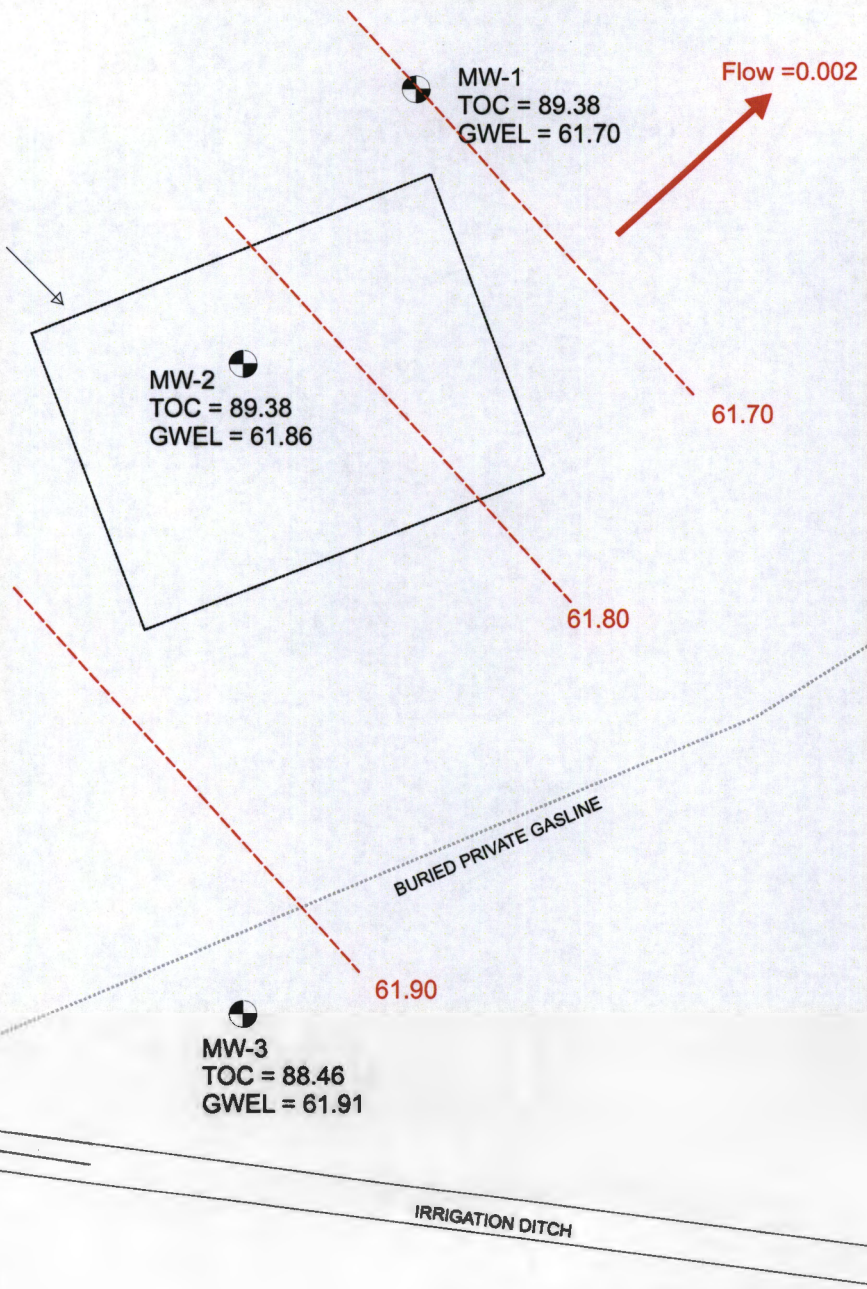 MW-1
TOC = 89.38
GWEL = 61.70
Flow =0.002
MW-2
TOC = 89.38
GWEL = 61.86
61.70
61.80
BURIED PRIVATE GASLINE
61.90
MW-3
TOC = 88.46
GWEL = 61.91
IRRIGATION DITCH